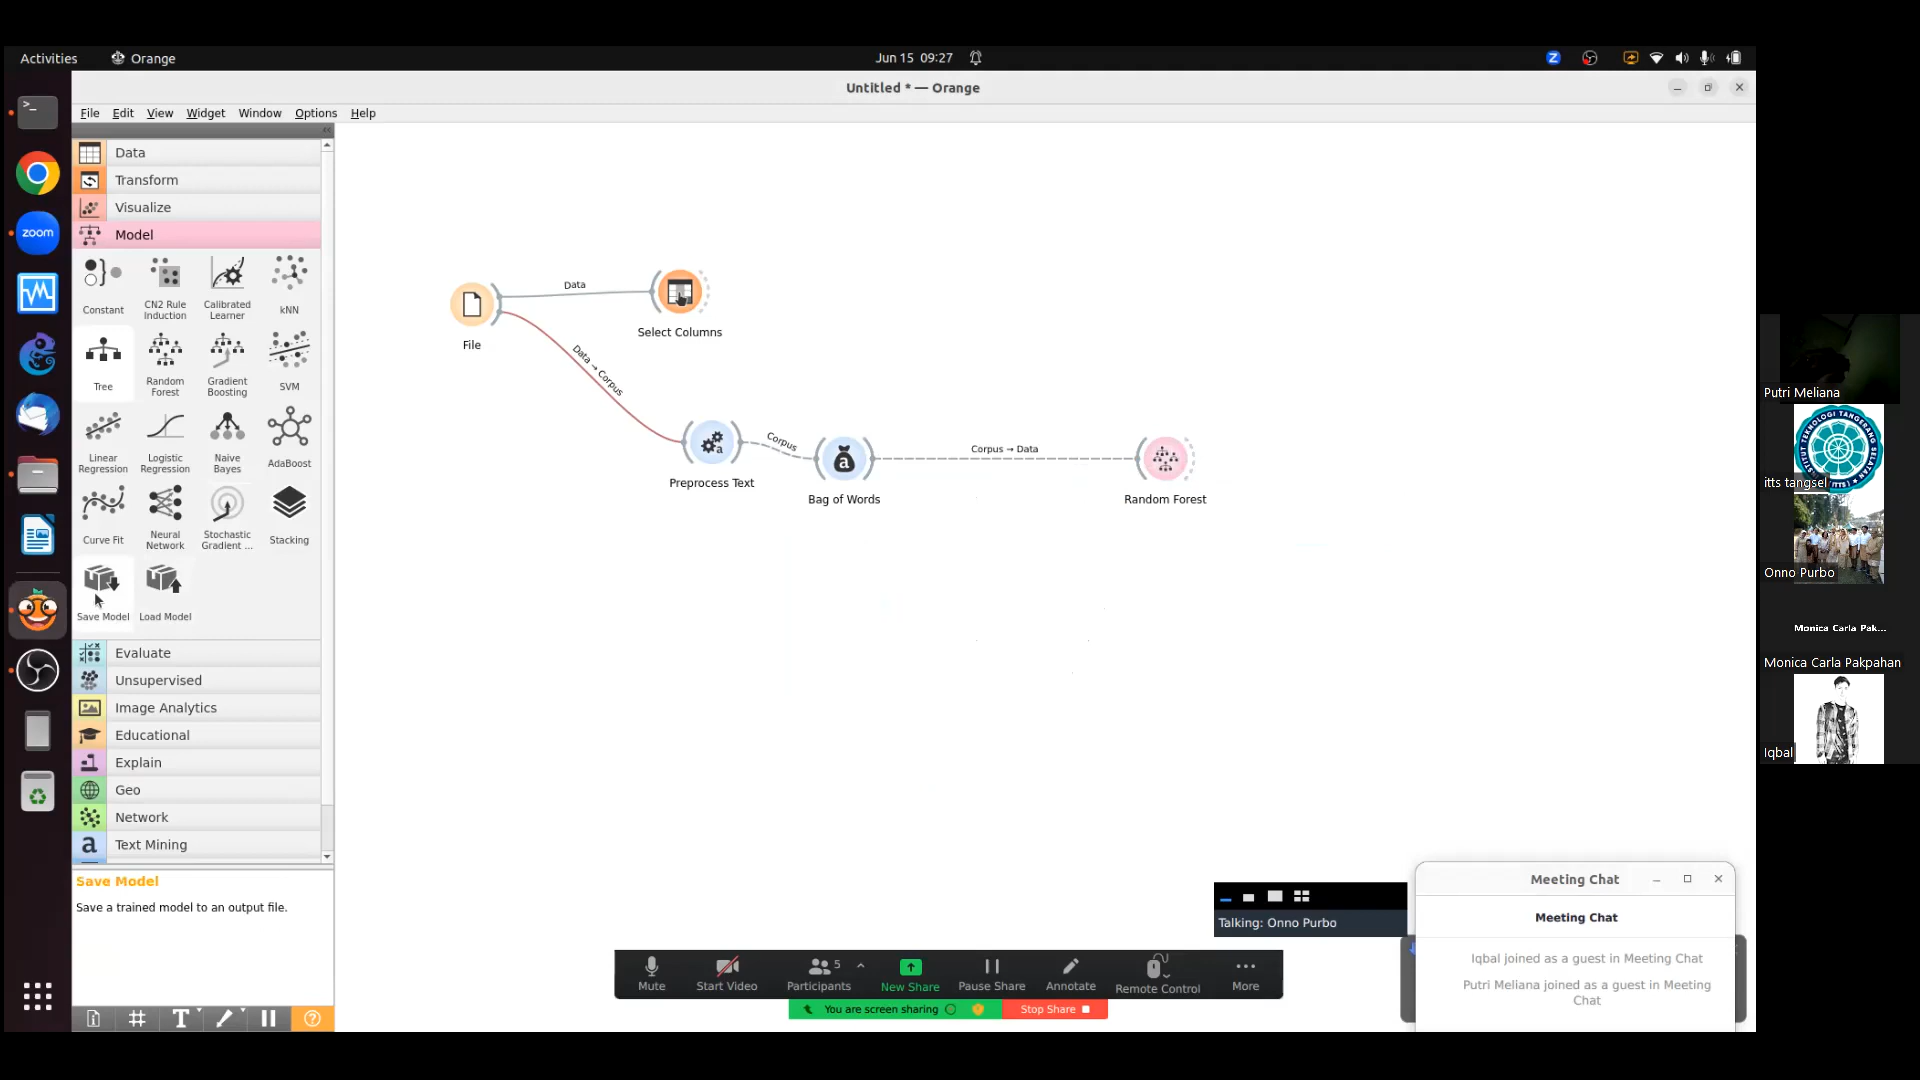 Activities
Orange
Jun 15 09:27
Untitled * — Orange
File Edit View Widget Window Options Help
Data
Transform
Visualize
Model
Constant
CN2 Rule
Induction
Calibrated
Learner
kNN
Tree
Random
Forest
Gradient
Boosting
SVM
Linear
Regression
Logistic
Regression
Naive
Bayes
AdaBoost
Curve Fit
Neural
Network
Stochastic
Gradient ...
Stacking
Save Model
Load Model
Evaluate
Unsupervised
Image Analytics
Educational
Explain
Geo
Network
Text Mining
Save Model
Save a trained model to an output file.
File
Data
Select Columns
Data → Corpus
Preprocess Text
Corpus
Bag of Words
Corpus → Data
Random Forest
zoom
Putri Meliana
INSTITUT TEKNOLOGI TANGERANG SELATAN
(ITTS)
itts tangsel
Onno Purbo
Monica Carla Pak...
Monica Carla Pakpahan
Iqbal
Talking: Onno Purbo
Meeting Chat
Meeting Chat
Iqbal joined as a guest in Meeting Chat
Putri Meliana joined as a guest in Meeting
Chat
Mute
Start Video
5
Participants
New Share
Pause Share
Annotate
Remote Control
More
You are screen sharing
Stop Share